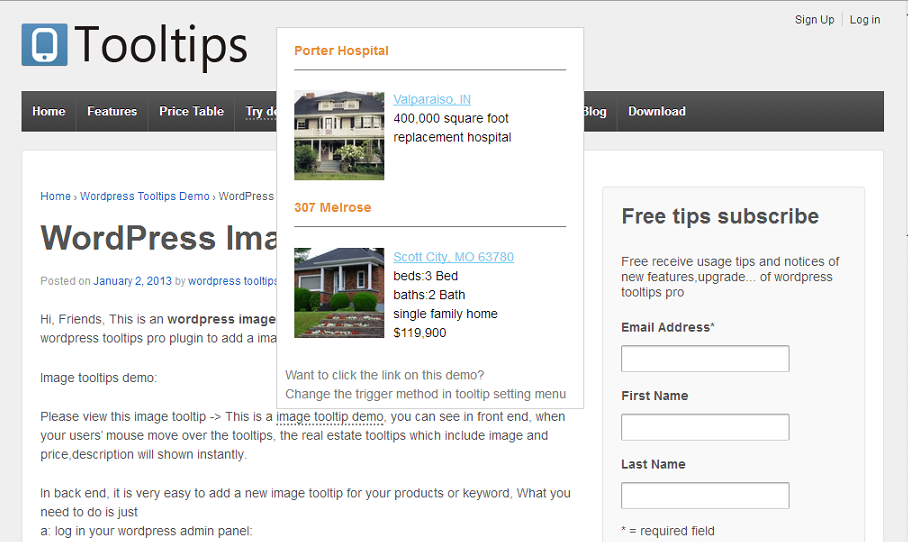 Sign Up
Log in
Tooltips
Home
Features
Price Table
Try de
Blog
Download
Porter Hospital
Valparaiso, IN
400,000 square foot
replacement hospital
307 Melrose
Scott City, MO 63780
beds:3 Bed
baths:2 Bath
single family home
$119,900
Want to click the link on this demo?
Change the trigger method in tooltip setting menu
Home › Wordpress Tooltips Demo › WordPress
WordPress Ima
Posted on January 2, 2013 by wordpress tooltips
Hi, Friends, This is an wordpress image
wordpress tooltips pro plugin to add a ima
Image tooltips demo:
Please view this image tooltip -> This is a image tooltip demo, you can see in front end, when
your users' mouse move over the tooltips, the real estate tooltips which include image and
price,description will shown instantly.
In back end, it is very easy to add a new image tooltip for your products or keyword, What you
need to do is just
a: log in your wordpress admin panel:
Free tips subscribe
Free receive usage tips and notices of
new features,upgrade... of wordpress
tooltips pro
Email Address*
First Name
Last Name
* = required field